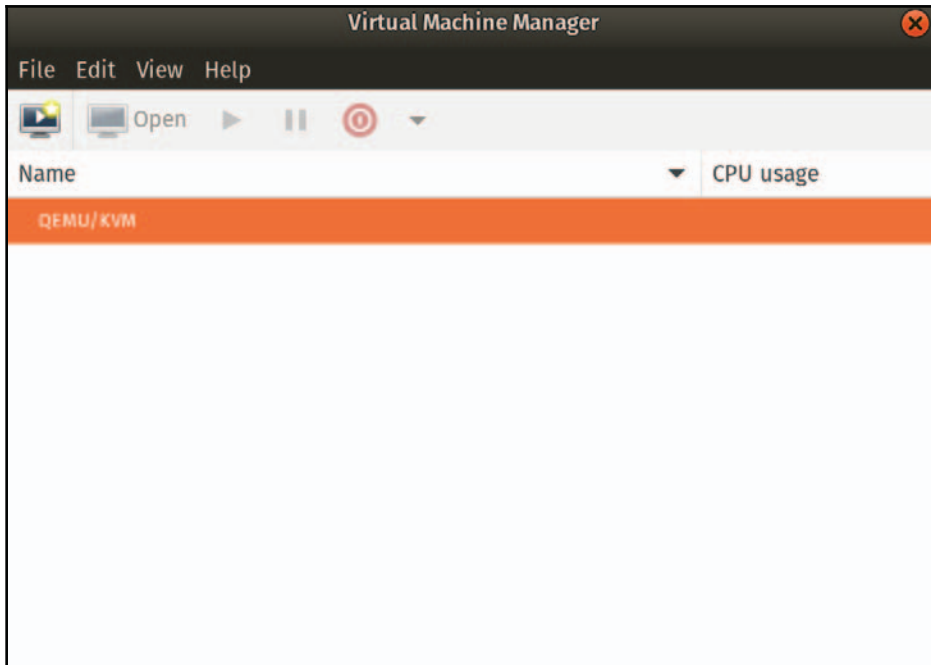 Virtual Machine Manager
File Edit View Help
Open
Name CPU usage
QEMU/KVM